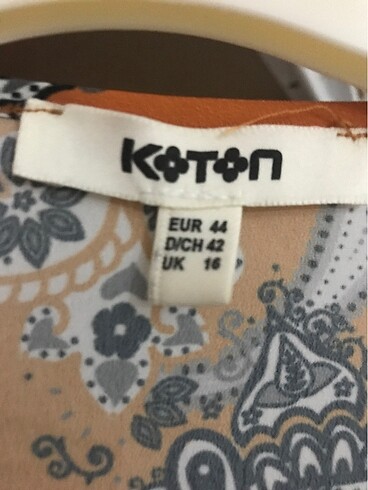 KOTON
EUR 44
D/CH 42
UK 16